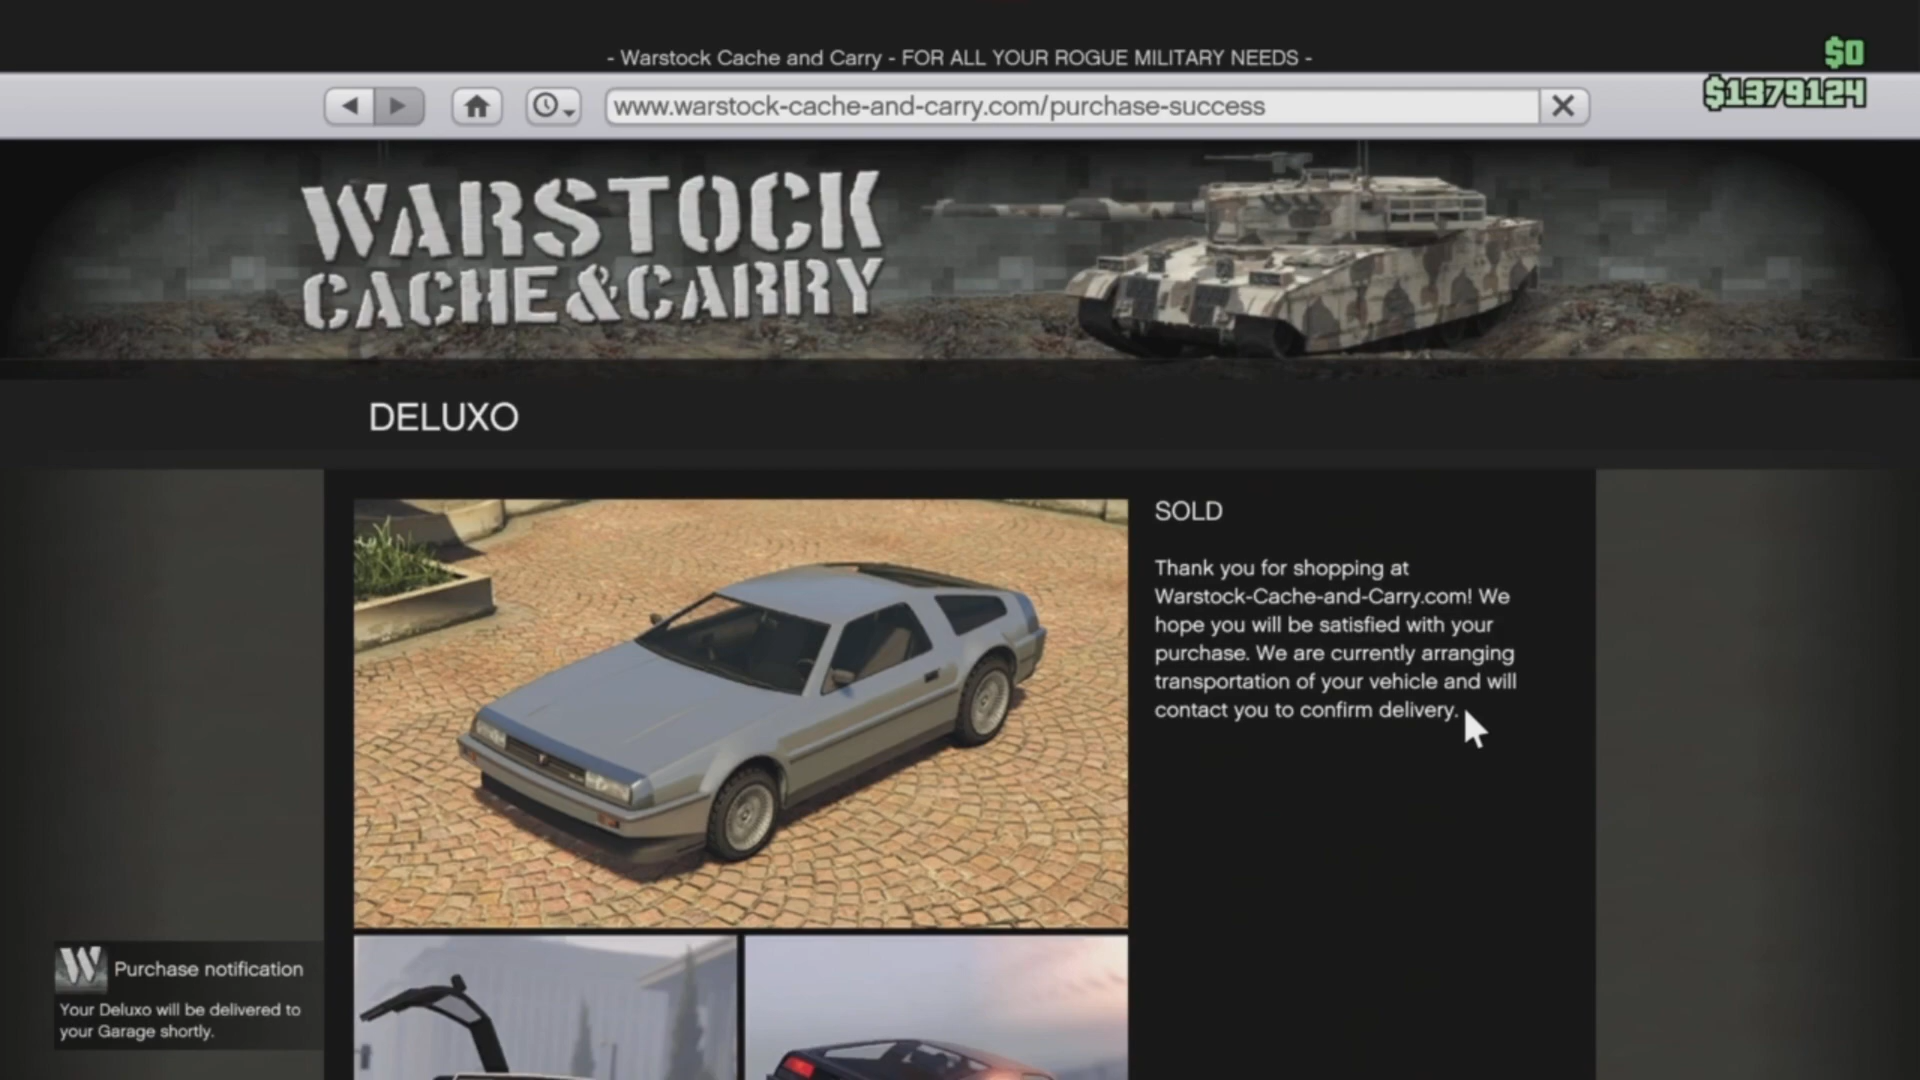 - Warstock Cache and Carry - FOR ALL YOUR ROGUE MILITARY NEEDS -
$0
$1379124
www.warstock-cache-and-carry.com/purchase-success
WARSTOCK
CACHE&CARRY
DELUXO
SOLD
Thank you for shopping at
Warstock-Cache-and-Carry.com! We
hope you will be satisfied with your
purchase. We are currently arranging
transportation of your vehicle and will
contact you to confirm delivery.
W
Purchase notification
Your Deluxo will be delivered to
your Garage shortly.